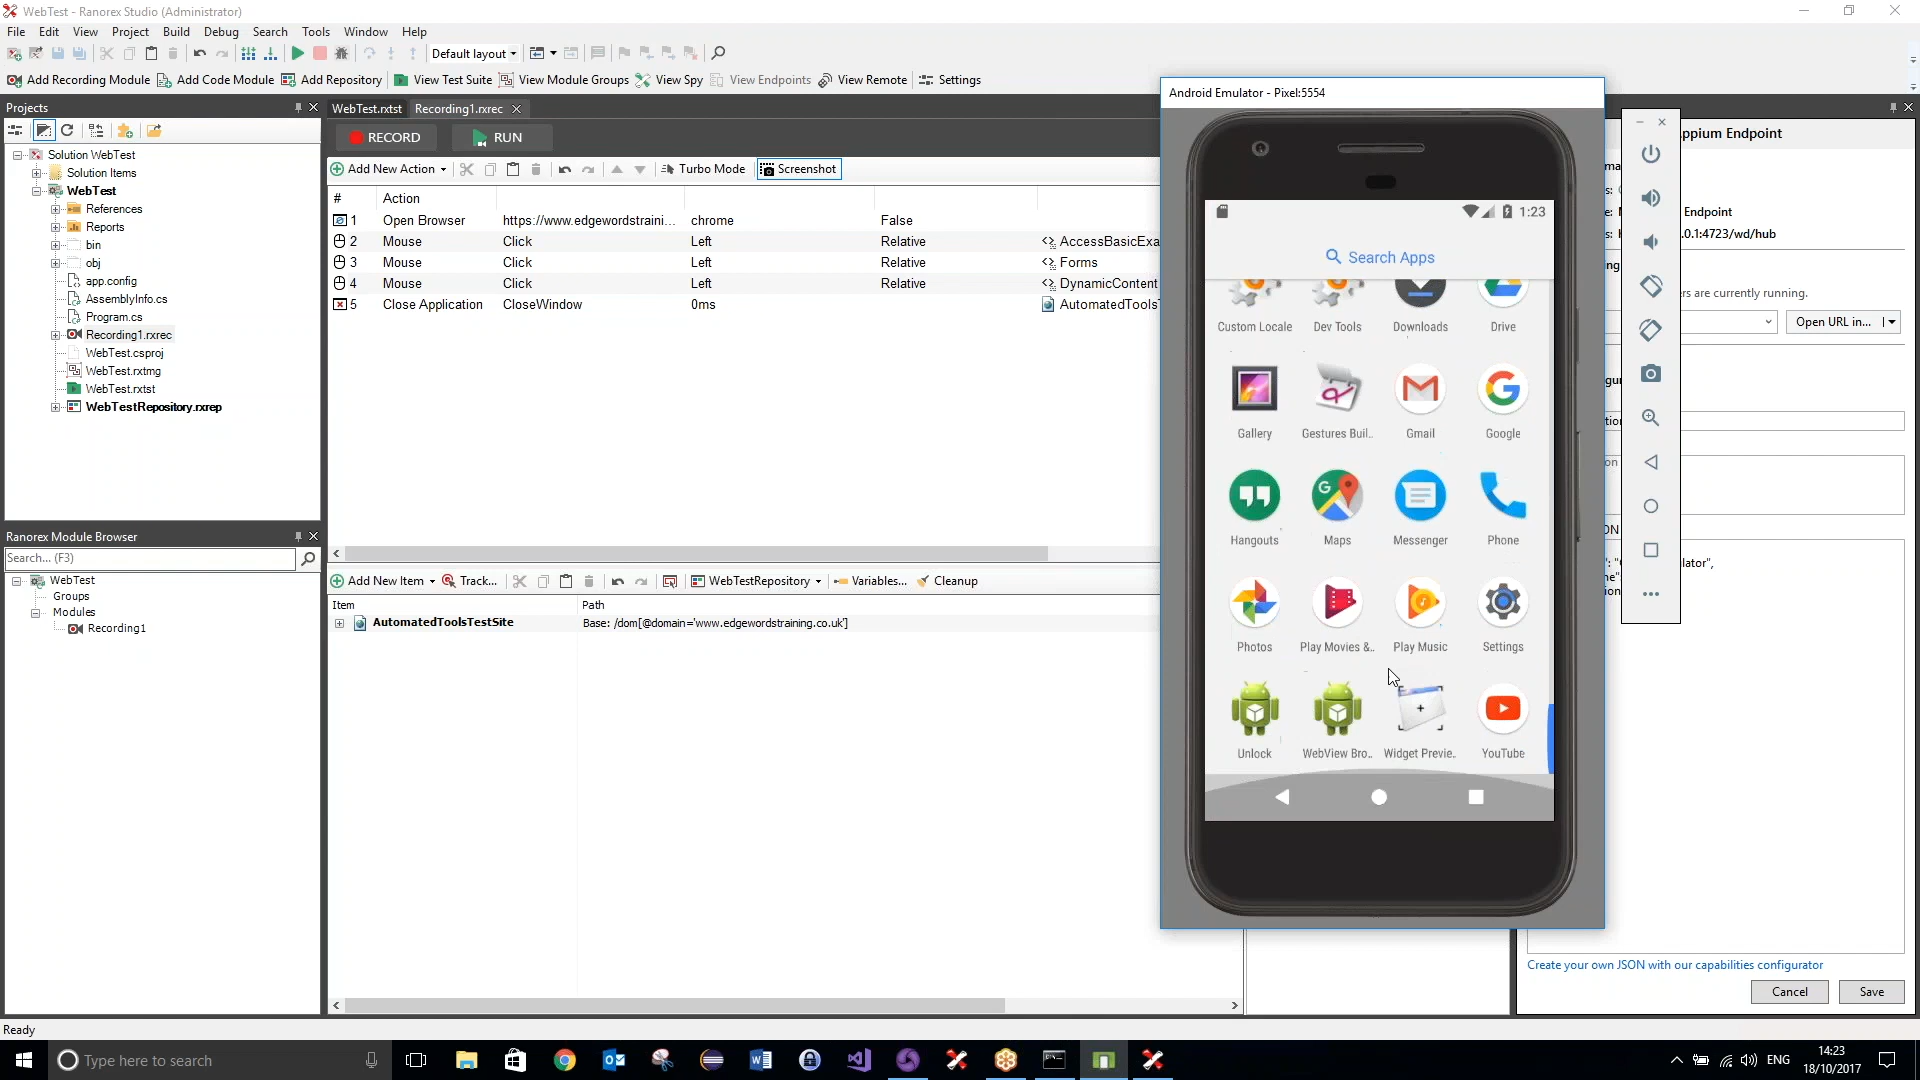 WebTest - Ranorex Studio (Administrator)
File Edit View Project Build Debug Search Tools Window Help
Default layout
Add Recording Module Add Code Module Add Repository View Test Suite View Module Groups View Spy View Endpoints View Remote Settings
Projects
Solution WebTest
Solution Items
WebTest
References
Reports
bin
obj
app.config
AssemblyInfo.cs
Program.cs
Recording1.rxrec
WebTest.csproj
WebTest.rxtmg
WebTest.rxtst
WebTestRepository.rxrep
Ranorex Module Browser
Search... (F3)
WebTest
Groups
Modules
Recording1
WebTest.rxtst Recording1.rxrec
RECORD RUN
Add New Action Turbo Mode Screenshot
# Action
1 Open Browser https://www.edgewordstraini... chrome False
2 Mouse Click Left Relative AccessBasicExa
3 Mouse Click Left Relative Forms
4 Mouse Click Left Relative DynamicContent
5 Close Application CloseWindow 0ms AutomatedToolsT
Add New Item Track... WebTestRepository Variables... Cleanup
Item Path
AutomatedToolsTestSite Base: /dom[@domain='www.edgewordstraining.co.uk']
Android Emulator - Pixel:5554
1:23
Search Apps
Custom Locale Dev Tools Downloads Drive
Gallery Gestures Buil.. Gmail Google
Hangouts Maps Messenger Phone
Photos Play Movies &.. Play Music Settings
Unlock WebView Bro.. Widget Previe.. YouTube
ppium Endpoint
Endpoint
.0.1:4723/wd/hub
rs are currently running.
Open URL in...
ulator",
Create your own JSON with our capabilities configurator
Cancel Save
Ready
Type here to search
ENG
14:23
18/10/2017